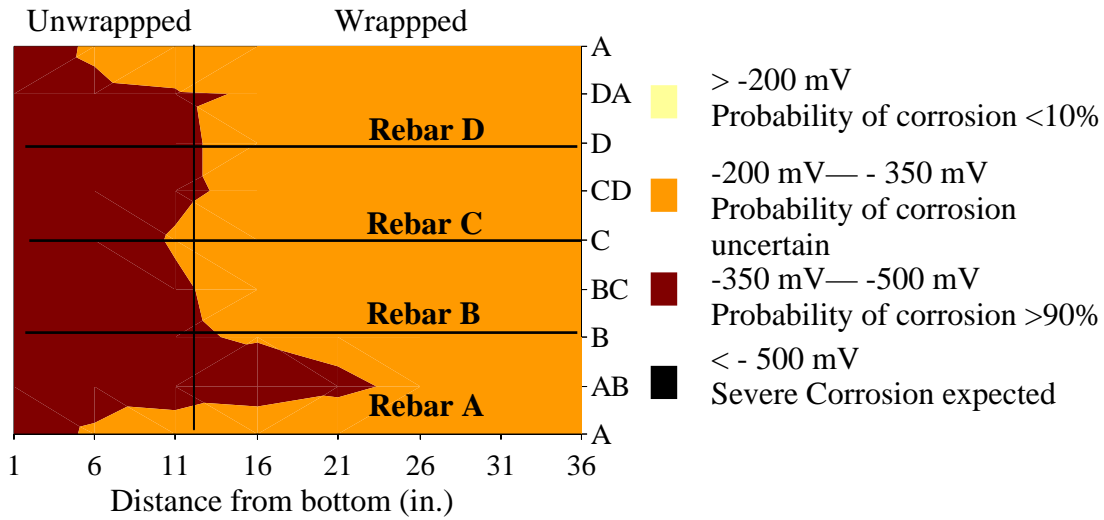 Unwrappped
Wrappped
A
DA
Rebar D
D
CD
Rebar C
C
BC
Rebar B
B
AB
Rebar A
A
1 6 11 16 21 26 31 36
Distance from bottom (in.)
> -200 mV
Probability of corrosion <10%
-200 mV— - 350 mV
Probability of corrosion
uncertain
-350 mV— -500 mV
Probability of corrosion >90%
< - 500 mV
Severe Corrosion expected